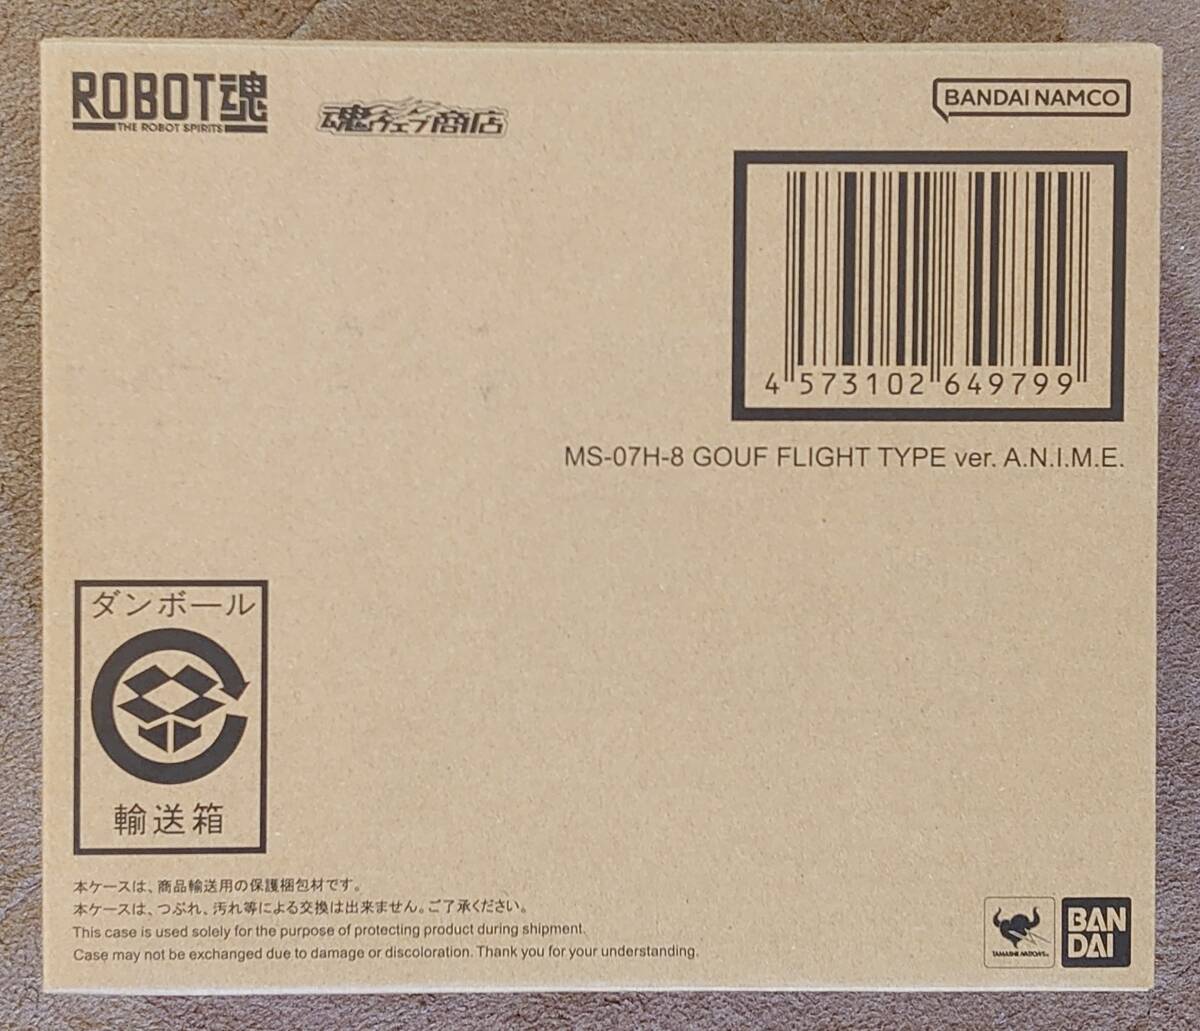 ROBOT魂
THE ROBOT SPIRITS
魂ウェブ商店
BANDAI NAMCO
4 573102 649799
MS-07H-8 GOUF FLIGHT TYPE ver. A.N.I.M.E.
ダンボール
輸送箱
本ケースは、商品輸送用の保護梱包材です。
本ケースは、つぶれ、汚れ等による交換は出来ません。ご了承ください。
This case is used solely for the purpose of protecting product during shipment.
Case may not be exchanged due to damage or discoloration. Thank you for your understanding.
TAMASHII NATIONS
BAN
DAI